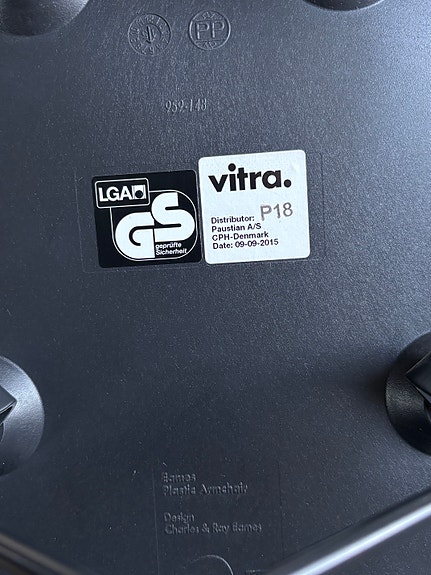 PP
952-148
LGA
GS
geprüfte
Sicherheit
vitra.
Distributor: P18
Paustian A/S
CPH-Denmark
Date: 09-09-2015
Eames
Plastic Armchair
Design
Charles & Ray Eames